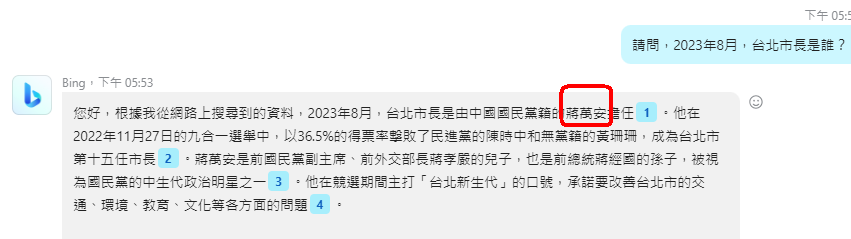 下午 05:5
請問，2023年8月，台北市長是誰？
Bing，下午 05:53
您好，根據我從網路上搜尋到的資料，2023年8月，台北市長是由中國國民黨籍的蔣萬安擔任 1 。他在
2022年11月27日的九合一選舉中，以36.5%的得票率擊敗了民進黨的陳時中和無黨籍的黃珊珊，成為台北市
第十五任市長 2 。蔣萬安是前國民黨副主席、前外交部長蔣孝嚴的兒子，也是前總統蔣經國的孫子，被視
為國民黨的中生代政治明星之一 3 。他在競選期間主打「台北新生代」的口號，承諾要改善台北市的交
通、環境、教育、文化等各方面的問題 4 。